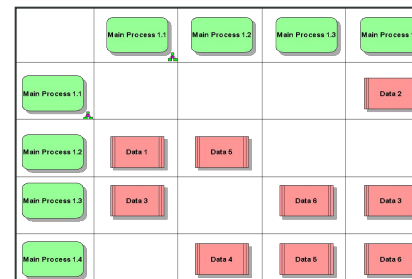 Main Process 1.1
Main Process 1.2
Main Process 1.3
Main Process
Main Process 1.1
Data 2
Main Process 1.2
Data 1
Data 5
Main Process 1.3
Data 3
Data 6
Data 3
Main Process 1.4
Data 4
Data 5
Data 6